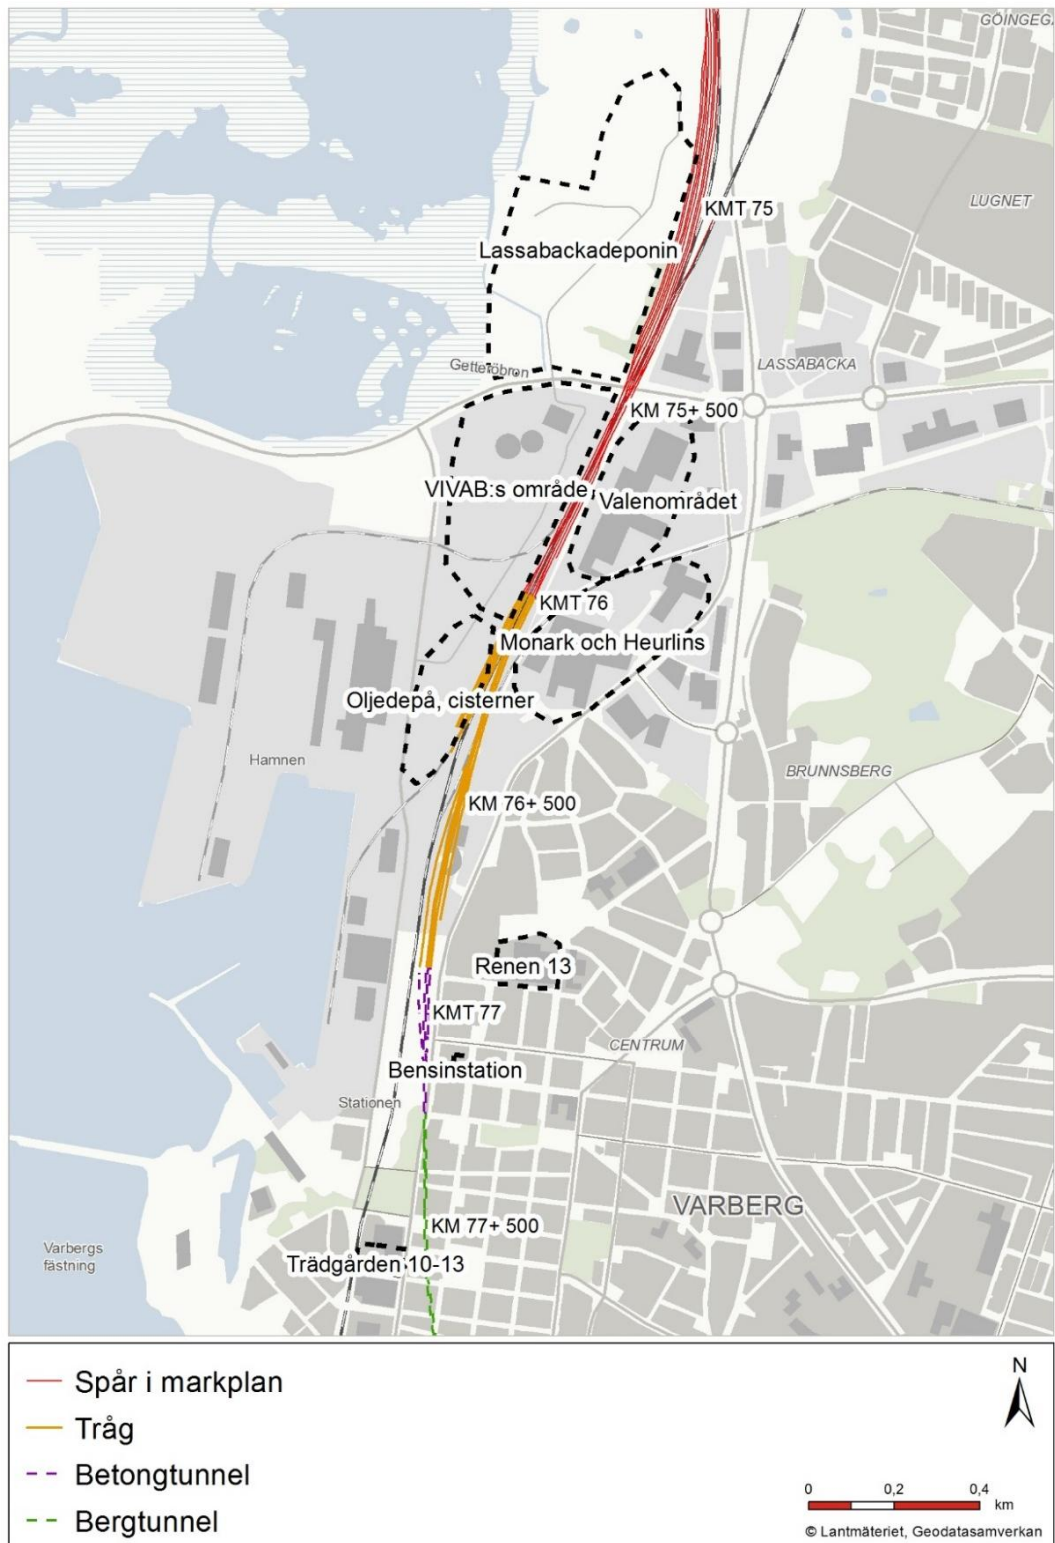 GÖINGEGA
LUGNET
KMT 75
Lassabackadeponin
Getteröbron
LASSABACKA
KM 75+ 500
VIVAB:s område
Valenområdet
KMT 76
Monark och Heurlins
Oljedepå, cisterner
Hamnen
BRUNNSBERG
KM 76+ 500
Renen 13
KMT 77
CENTRUM
Bensinstation
Stationen
VARBERG
KM 77+ 500
Varbergs
fästning
Trädgården 10-13
Spår i markplan
Tråg
Betongtunnel
Bergtunnel
N
0 0,2 0,4
km
© Lantmäteriet, Geodatasamverkan